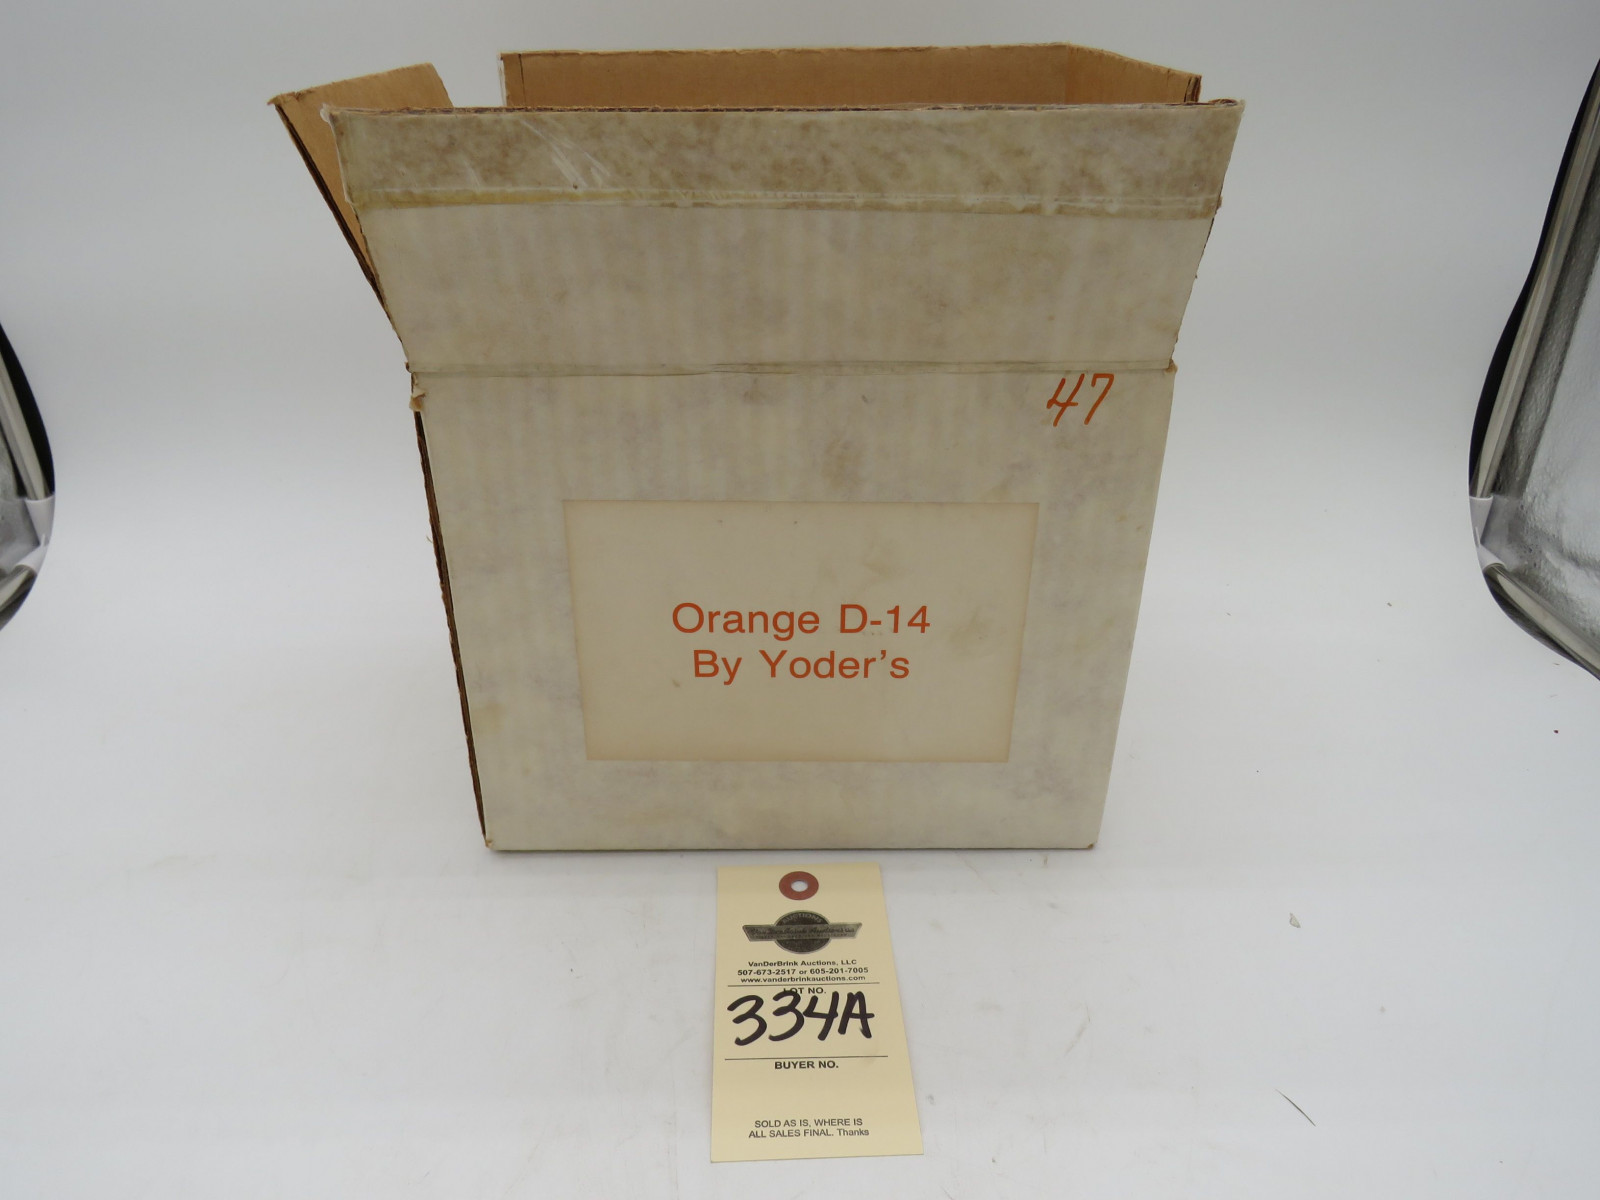 47
Orange D-14
By Yoder's
AUCTIONS
VanDerBrink Auctions, LLC
507-673-2517 or 605-201-7005
www.vanderbrinkauctions.com
LOT NO.
334A
BUYER NO.
SOLD AS IS, WHERE IS
ALL SALES FINAL. Thanks